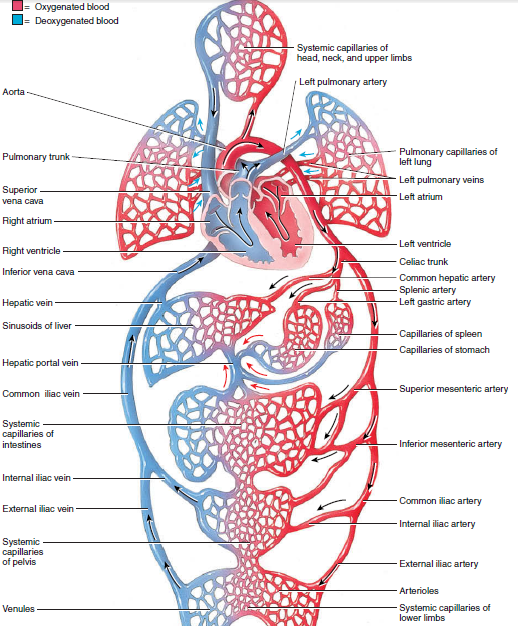 = Oxygenated blood
= Deoxygenated blood
Systemic capillaries of
head, neck, and upper limbs
Left pulmonary artery
Aorta
Pulmonary trunk
Superior
vena cava
Right atrium
Right ventricle
Inferior vena cava
Hepatic vein
Sinusoids of liver
Hepatic portal vein
Common iliac vein
Systemic
capillaries of
intestines
Internal iliac vein
External iliac vein
Systemic
capillaries
of pelvis
Venules
Pulmonary capillaries of
left lung
Left pulmonary veins
Left atrium
Left ventricle
Celiac trunk
Common hepatic artery
Splenic artery
Left gastric artery
Capillaries of spleen
Capillaries of stomach
Superior mesenteric artery
Inferior mesenteric artery
Common iliac artery
Internal iliac artery
External iliac artery
Arterioles
Systemic capillaries of
lower limbs